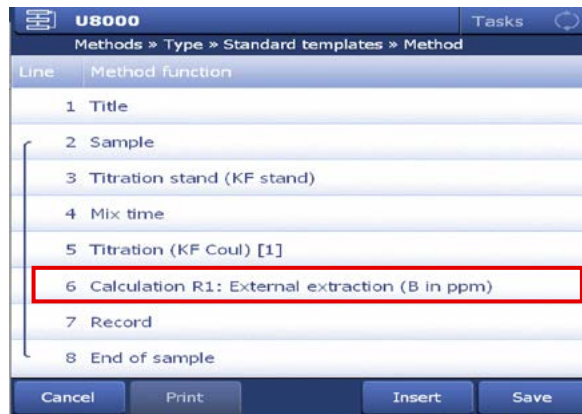 U8000 Tasks
Methods » Type » Standard templates » Method
Line Method function
1 Title
2 Sample
3 Titration stand (KF stand)
4 Mix time
5 Titration (KF Coul) [1]
6 Calculation R1: External extraction (B in ppm)
7 Record
8 End of sample
Cancel Print Insert Save